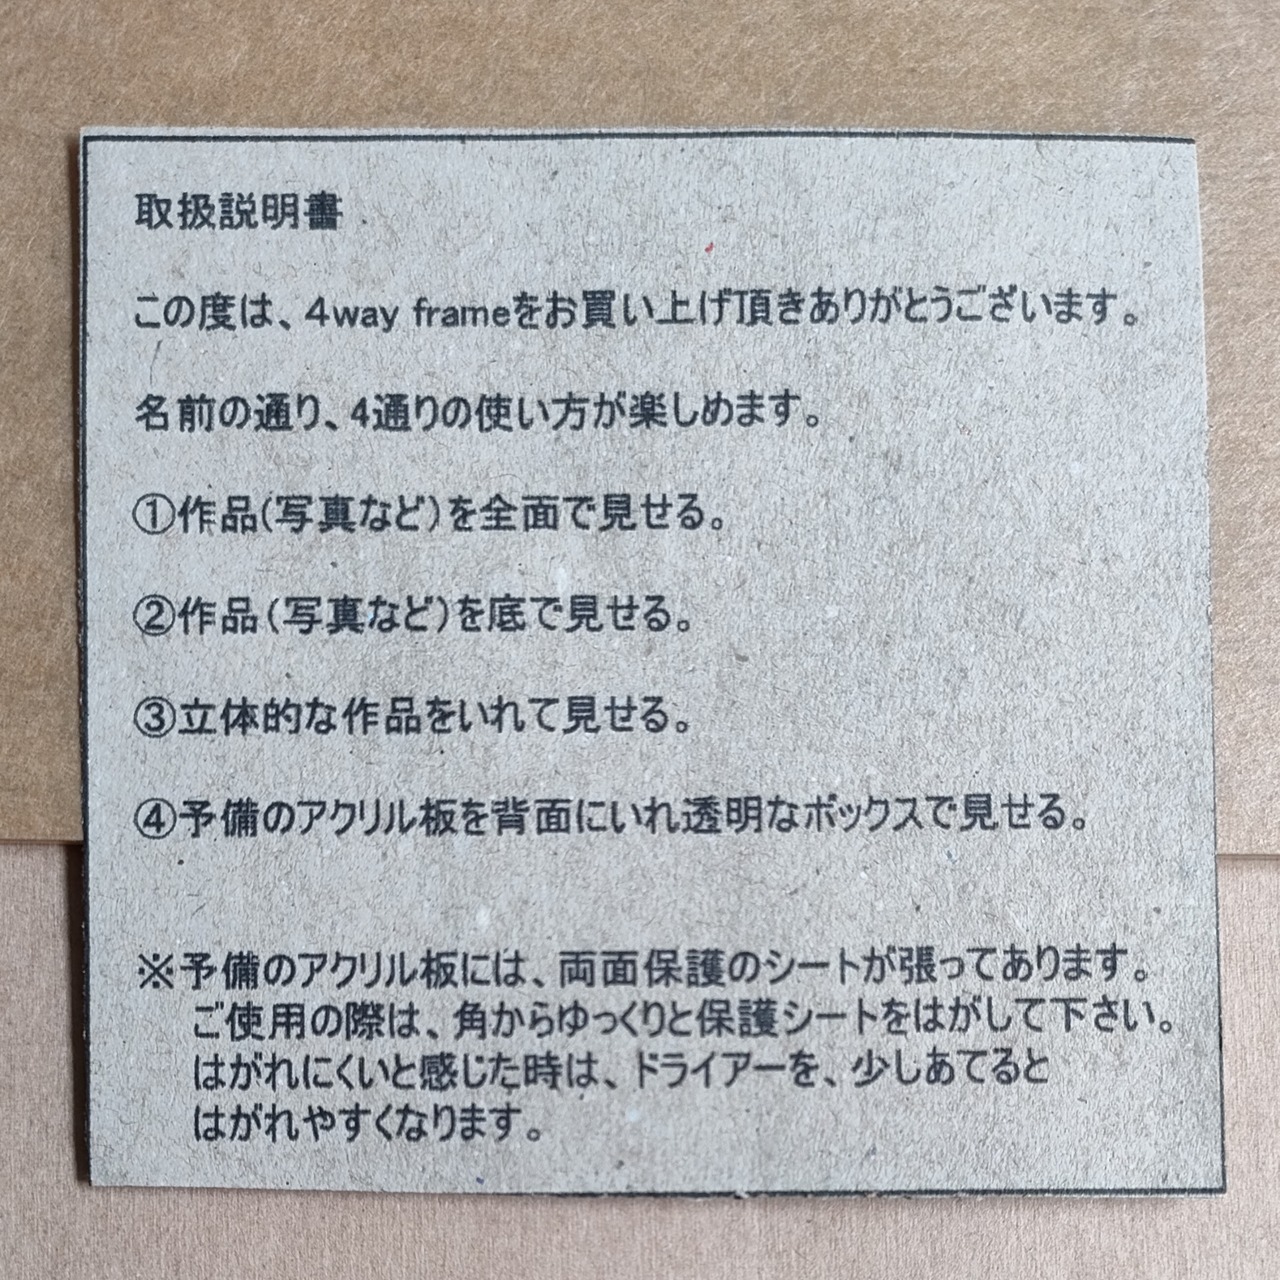 取扱説明書
この度は、4way frameをお買い上げ頂きありがとうございます。
名前の通り、4通りの使い方が楽しめます。
①作品(写真など)を全面で見せる。
②作品(写真など)を底で見せる。
③立体的な作品をいれて見せる。
④予備のアクリル板を背面にいれ透明なボックスで見せる。
※予備のアクリル板には、両面保護のシートが張ってあります。
ご使用の際は、角からゆっくりと保護シートをはがして下さい。
はがれにくいと感じた時は、ドライアーを、少しあてると
はがれやすくなります。